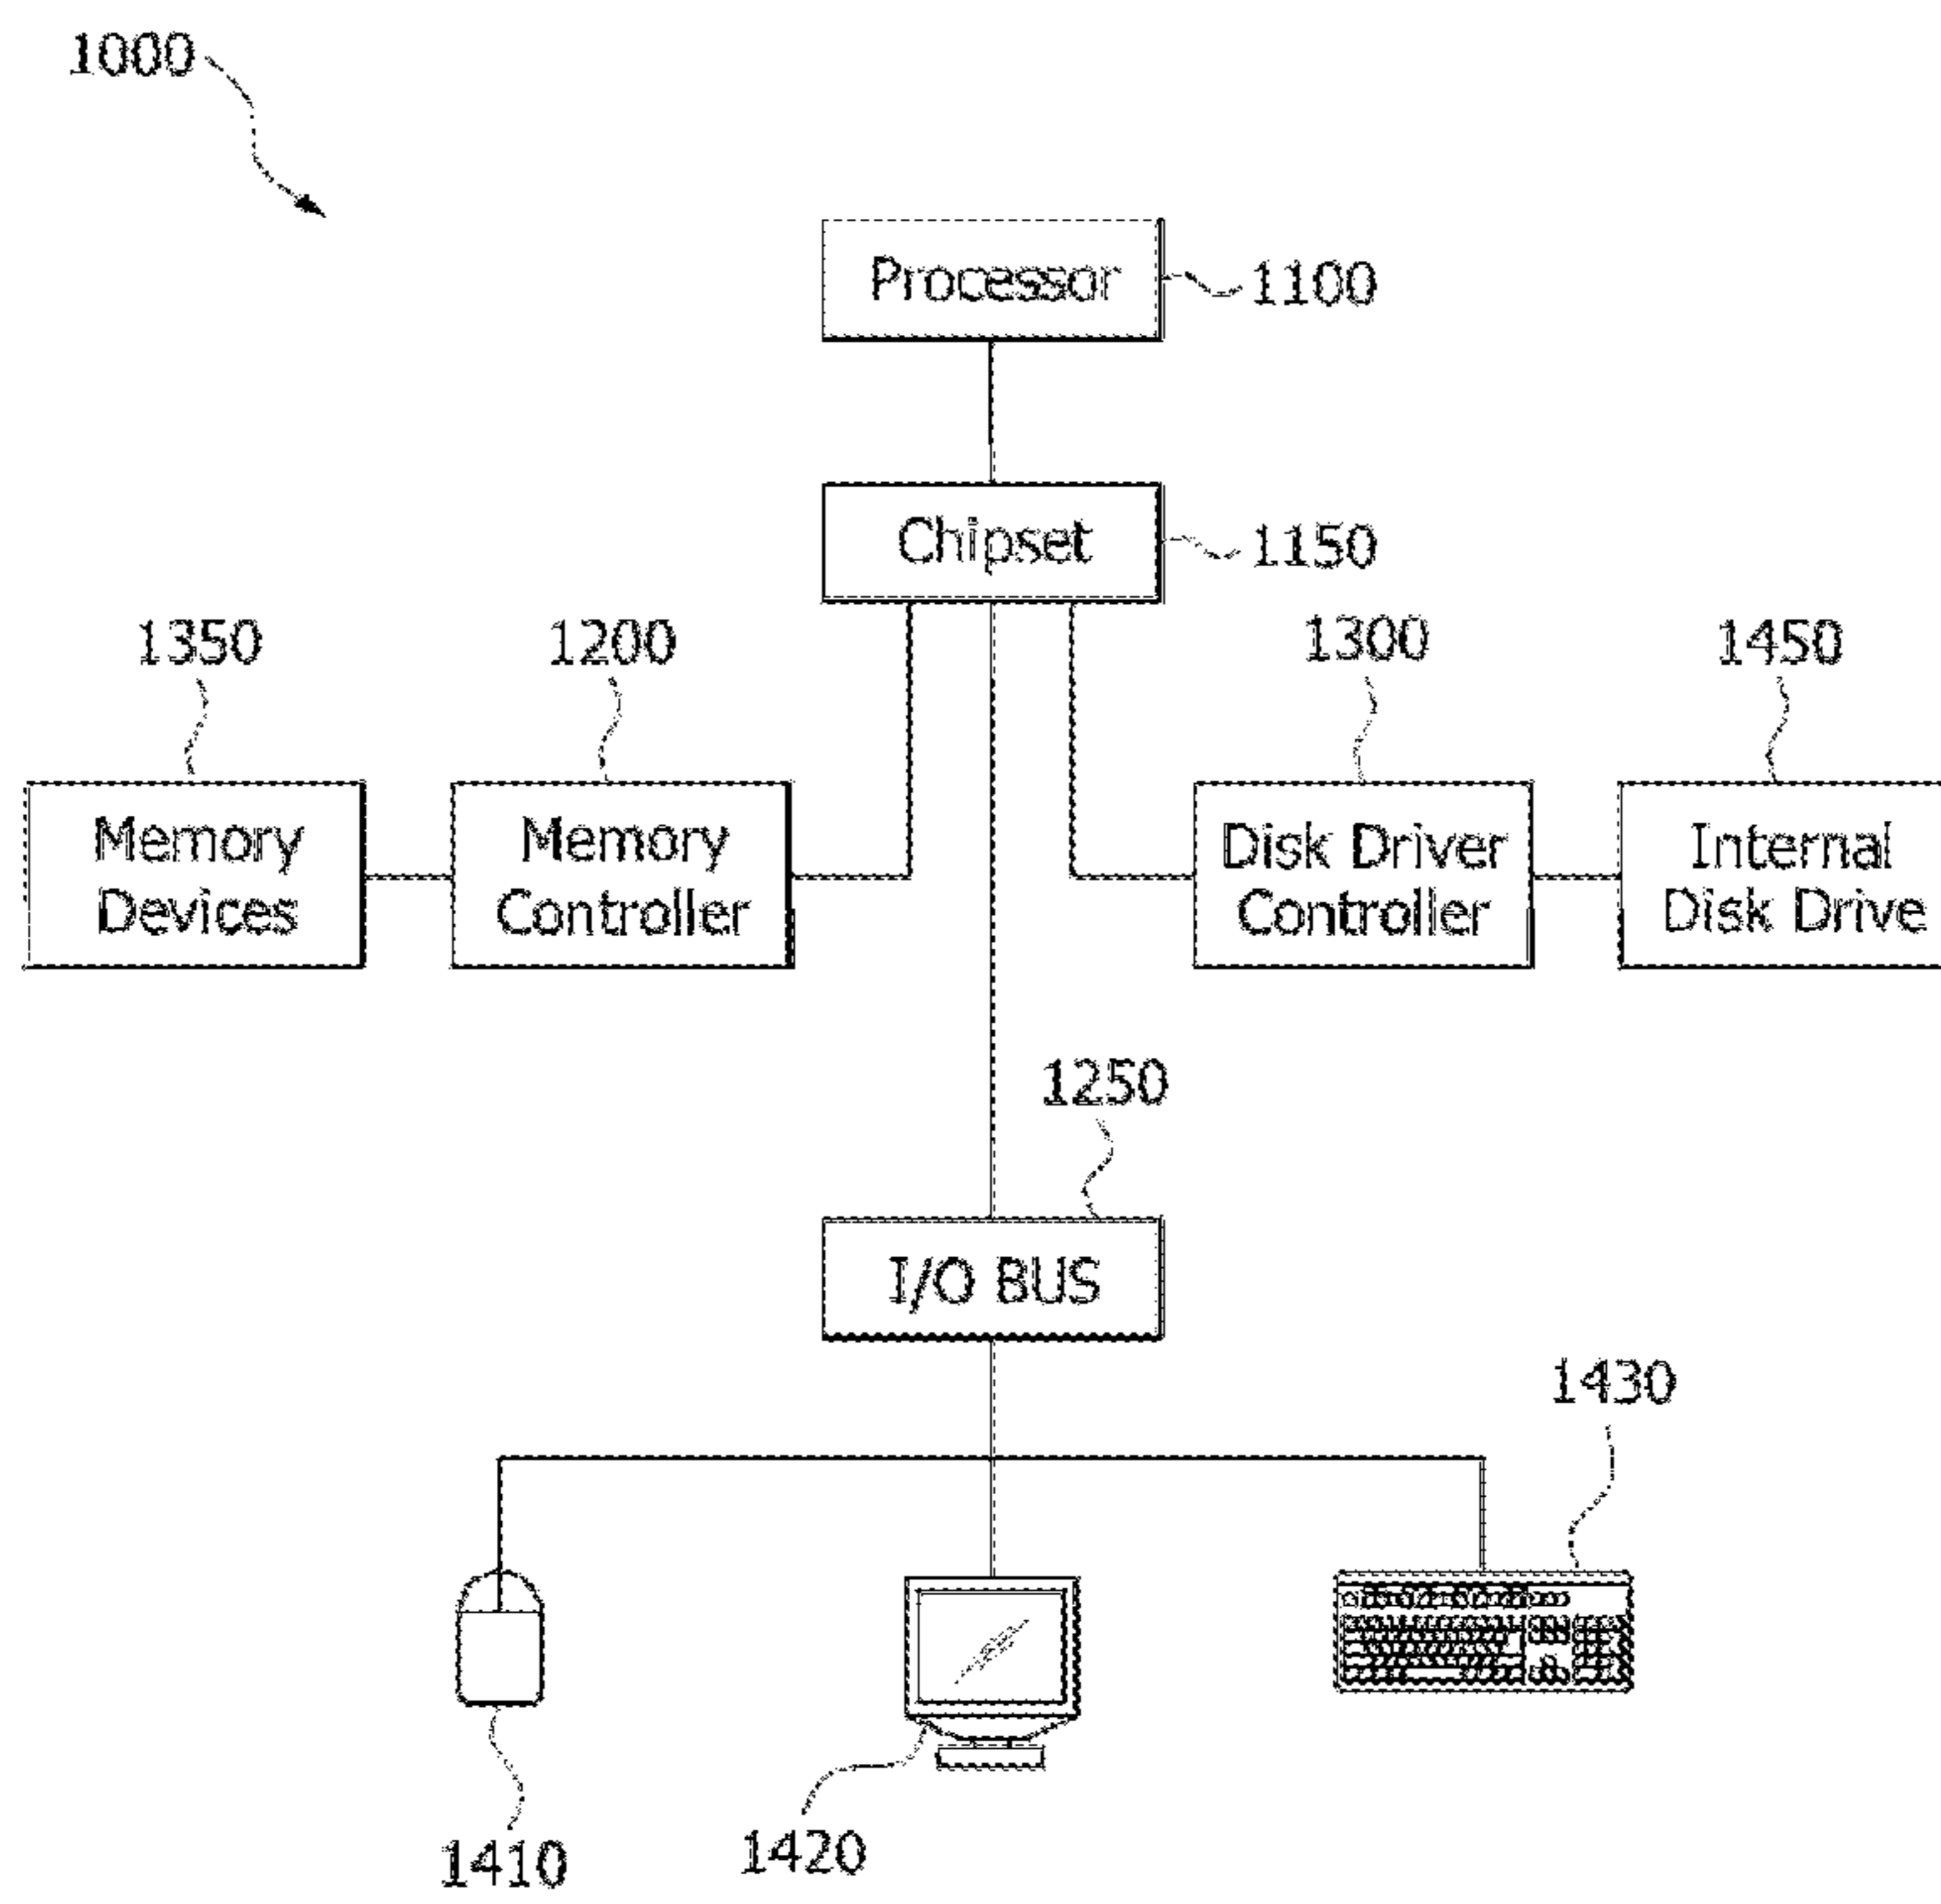 1000
Processor
1100
Chipset
1150
1350
1200
1300
1450
Memory
Devices
Memory
Controller
Disk Driver
Controller
Internal
Disk Drive
1250
I/O BUS
1430
1410
1420